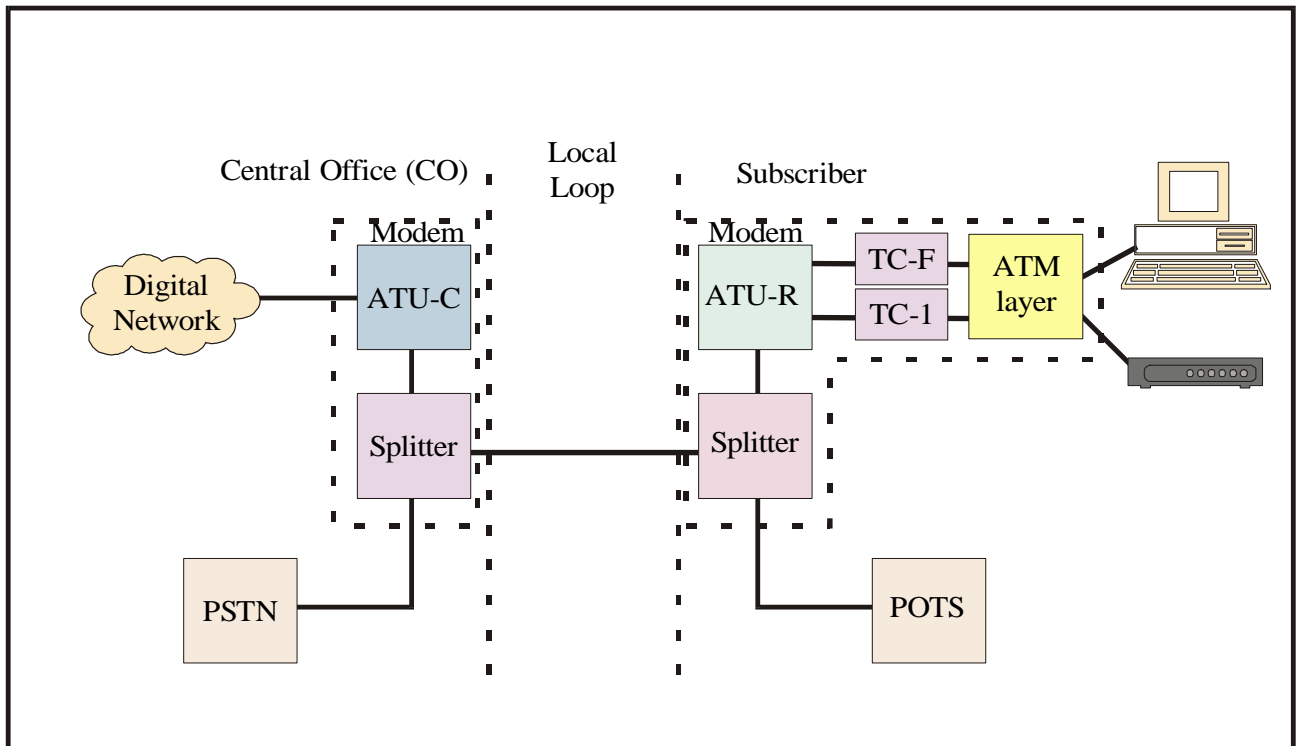 Central Office (CO)
Local
Loop
Subscriber
Modem
ATU-C
Digital
Network
Splitter
PSTN
Modem
ATU-R
TC-F
TC-1
ATM
layer
Splitter
POTS